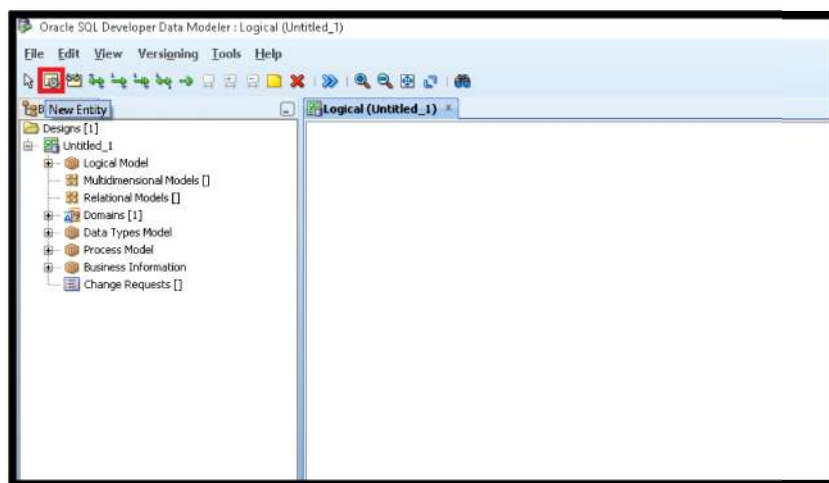 Oracle SQL Developer Data Modeler : Logical (Untitled_1)
File Edit View Versioning Tools Help
New Entity
Logical (Untitled_1)
Designs [1]
Untitled_1
Logical Model
Multidimensional Models []
Relational Models []
Domains [1]
Data Types Model
Process Model
Business Information
Change Requests []